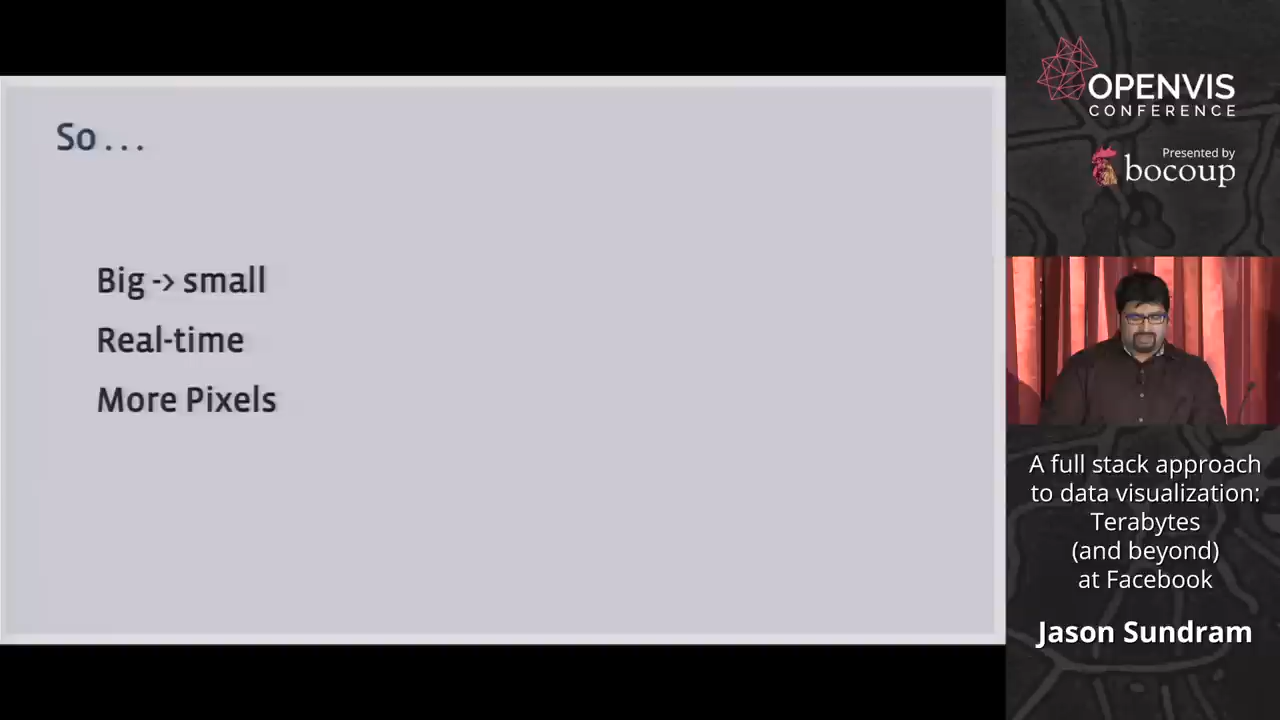 So . . .
Big -> small
Real-time
More Pixels
OPENVIS
CONFERENCE
Presented by
bocoup
A full stack approach
to data visualization:
Terabytes
(and beyond)
at Facebook
Jason Sundram